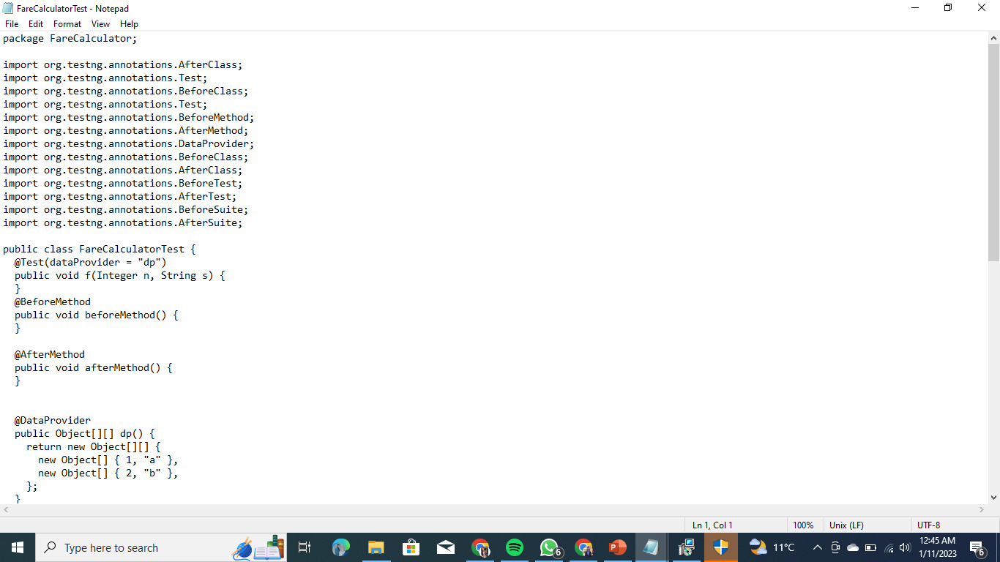 FareCalculatorTest - Notepad
File Edit Format View Help
package FareCalculator;

import org.testng.annotations.AfterClass;
import org.testng.annotations.Test;
import org.testng.annotations.BeforeClass;
import org.testng.annotations.Test;
import org.testng.annotations.BeforeMethod;
import org.testng.annotations.AfterMethod;
import org.testng.annotations.DataProvider;
import org.testng.annotations.BeforeClass;
import org.testng.annotations.AfterClass;
import org.testng.annotations.BeforeTest;
import org.testng.annotations.AfterTest;
import org.testng.annotations.BeforeSuite;
import org.testng.annotations.AfterSuite;

public class FareCalculatorTest {
  @Test(dataProvider = "dp")
  public void f(Integer n, String s) {
  }
  @BeforeMethod
  public void beforeMethod() {
  }

  @AfterMethod
  public void afterMethod() {
  }


  @DataProvider
  public Object[][] dp() {
    return new Object[][] {
      new Object[] { 1, "a" },
      new Object[] { 2, "b" },
    };
  }
Ln 1, Col 1 100% Unix (LF) UTF-8
Type here to search 6 11°C 12:45 AM 6
1/11/2023